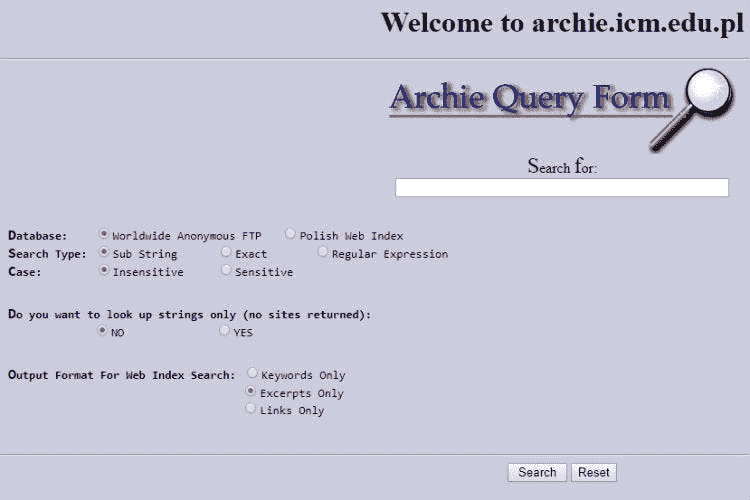 Welcome to archie.icm.edu.pl
Archie Query Form
Search for:
Database: Worldwide Anonymous FTP Polish Web Index
Search Type: Sub String Exact Regular Expression
Case: Insensitive Sensitive
Do you want to look up strings only (no sites returned):
NO YES
Output Format For Web Index Search: Keywords Only
Excerpts Only
Links Only
Search Reset